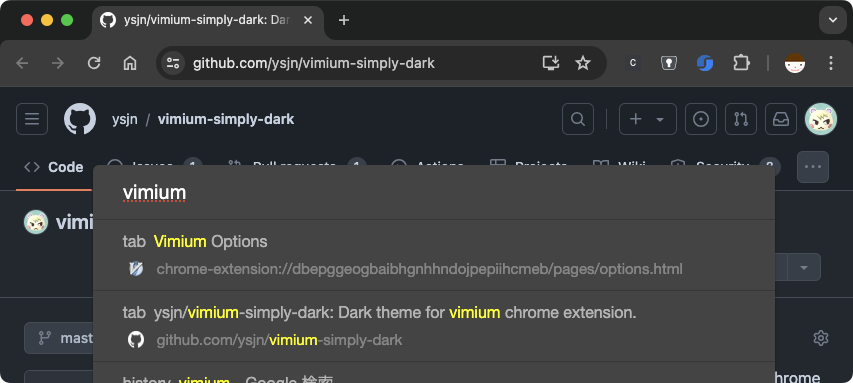 ysjn/vimium-simply-dark: Dar
github.com/ysjn/vimium-simply-dark
C
ysjn / vimium-simply-dark
Code Issues 1 Pull requests 1 Actions Projects Wiki Security
vimium
vimi
tab Vimium Options
chrome-extension://dbepggeogbaibhgnhhndojpepiihcmeb/pages/options.html
tab ysjn/vimium-simply-dark: Dark theme for vimium chrome extension.
mast
github.com/ysjn/vimium-simply-dark
history vimium - Google 検索
chrome